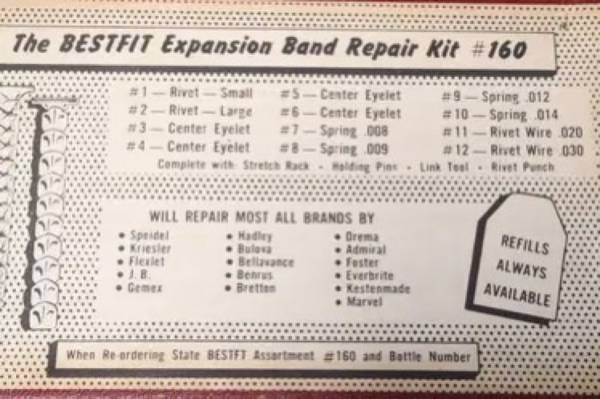 The BESTFIT Expansion Band Repair Kit #160
#1 — Rivet — Small #5 — Center Eyelet #9 — Spring .012
#2 — Rivet — Large #6 — Center Eyelet #10 — Spring .014
#3 — Center Eyelet #7 — Spring .008 #11 — Rivet Wire .020
#4 — Center Eyelet #8 — Spring .009 #12 — Rivet Wire .030
Complete with Stretch Rack - Holding Pins - Link Tool - Rivet Punch
WILL REPAIR MOST ALL BRANDS BY
• Speidel • Hadley • Orema
• Kriesler • Bulova • Admiral
• Flexlet • Bellavance • Foster
• J. B. • Benrus • Everbrite
• Gemex • Bretton • Kestenmade
• Marvel
REFILLS
ALWAYS
AVAILABLE
When Re-ordering State BESTFT Assortment #160 and Bottle Number